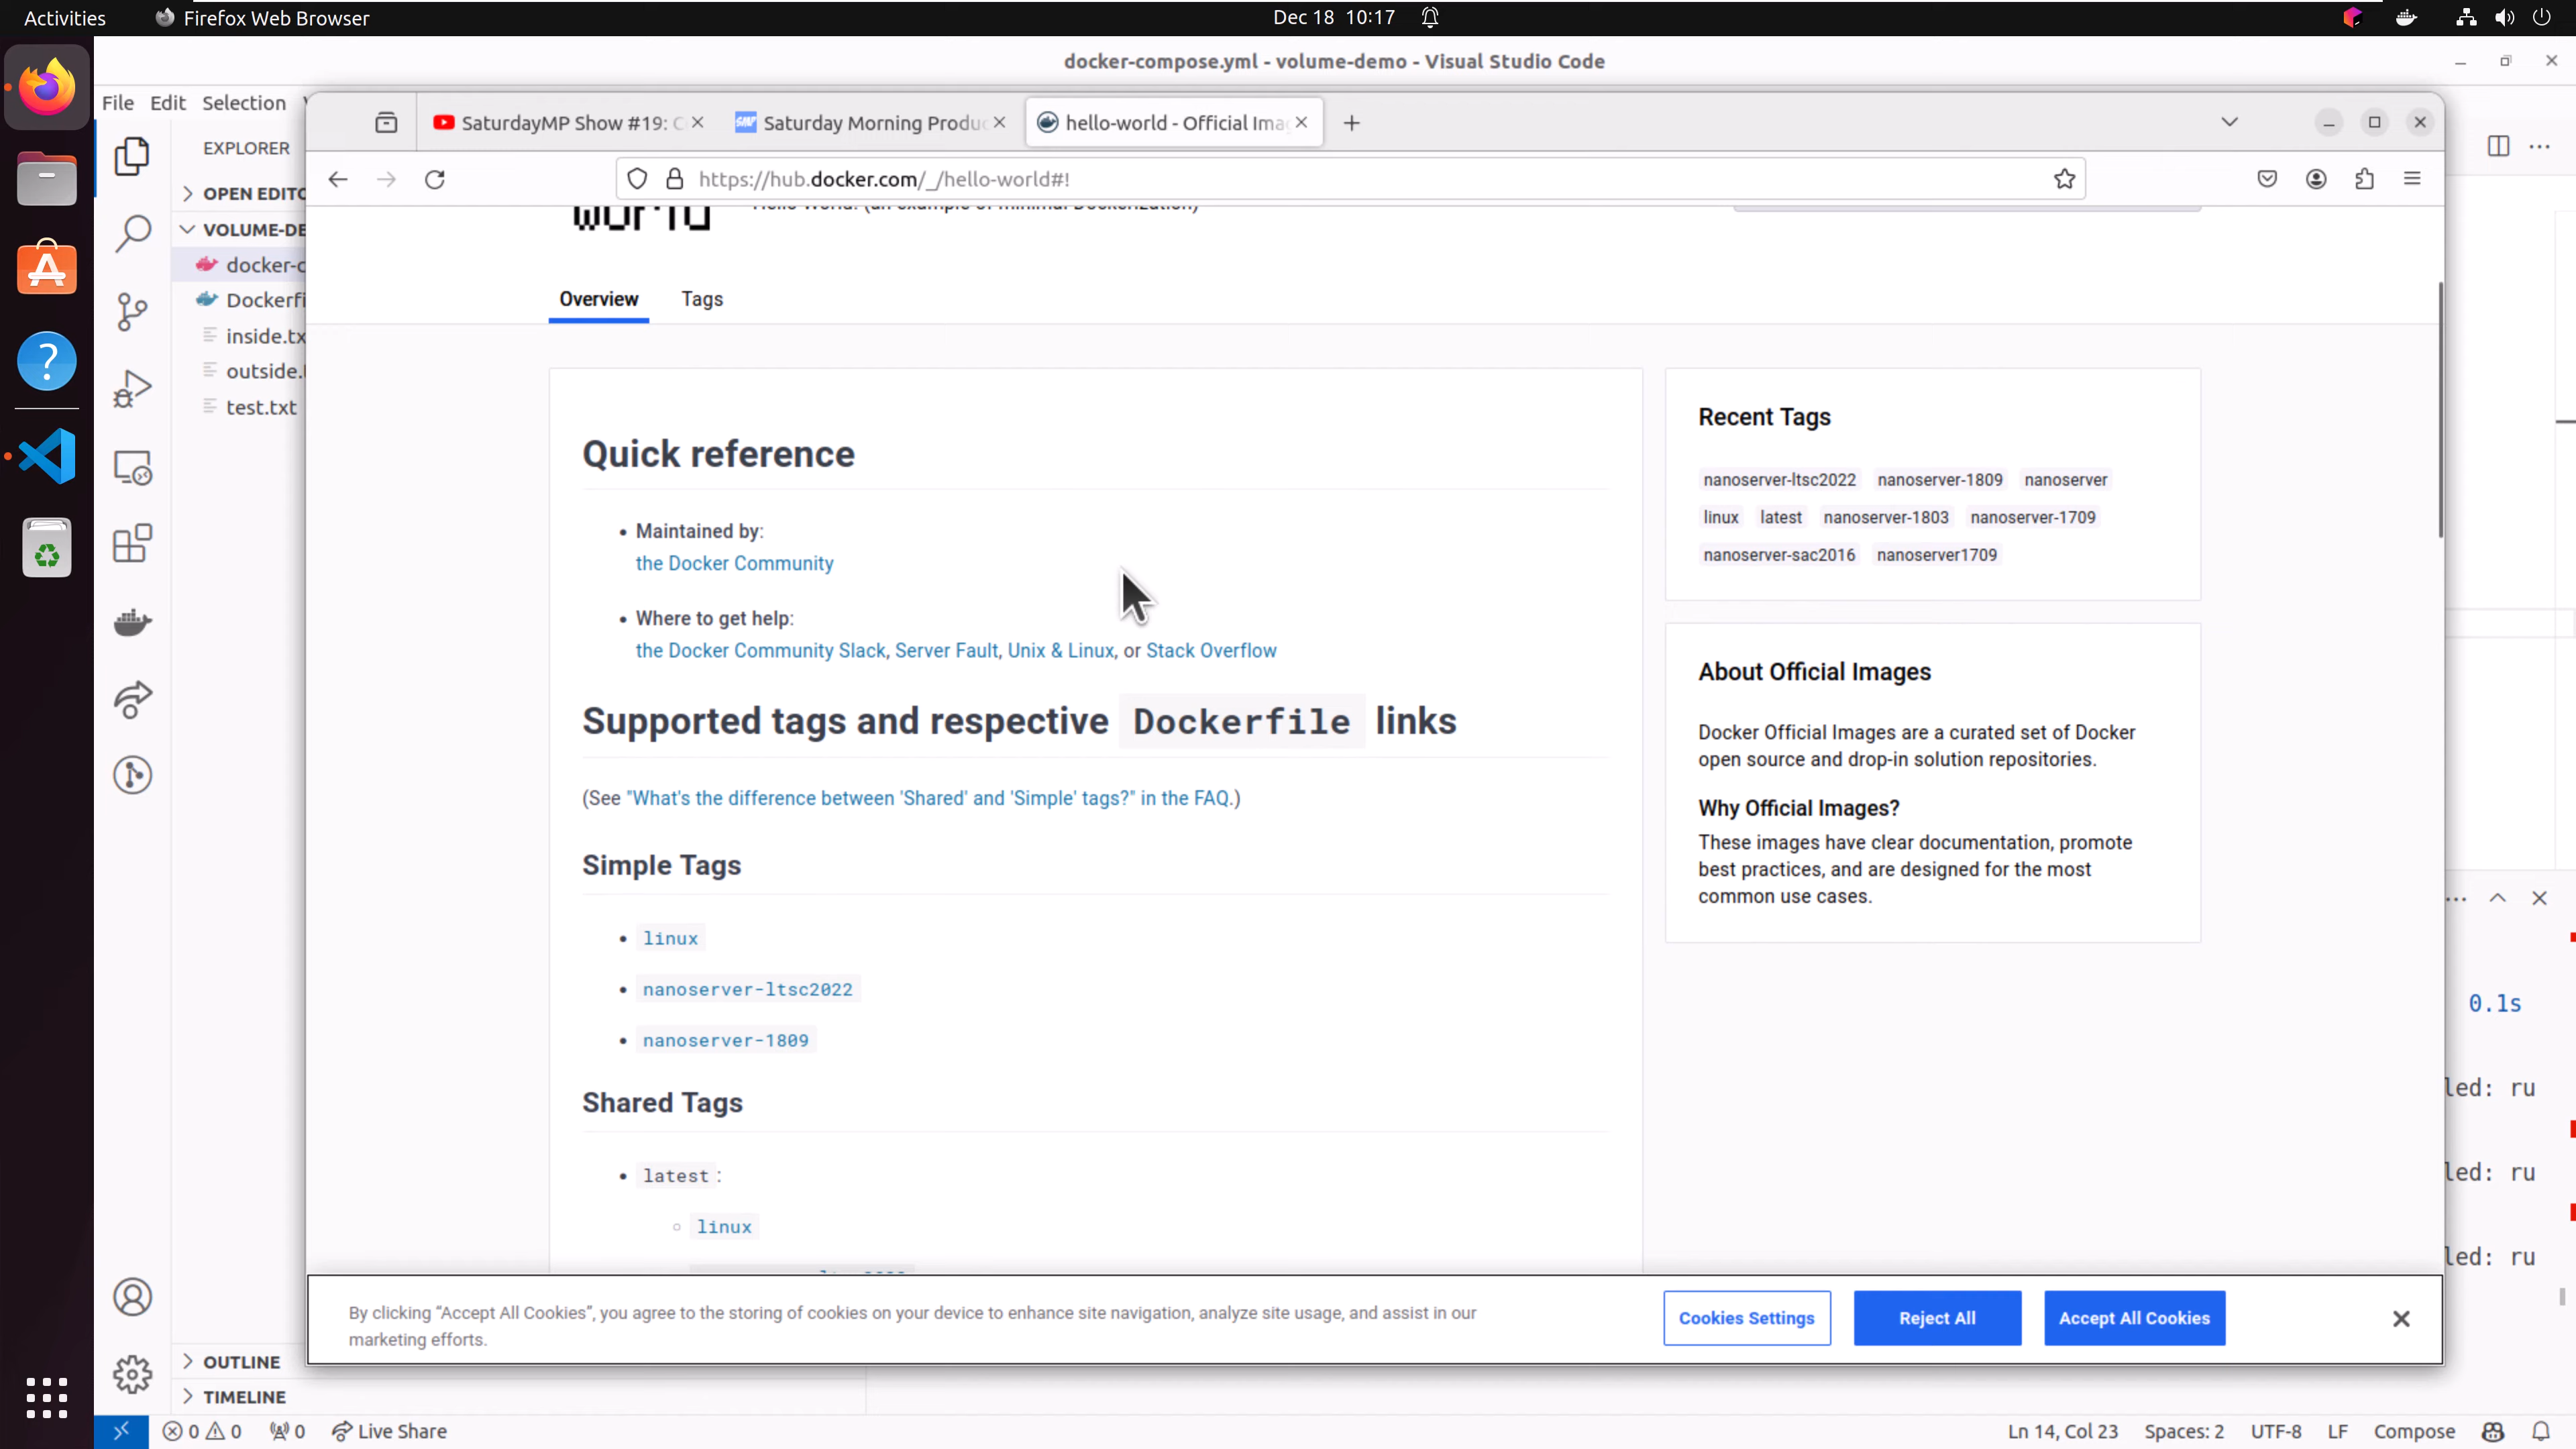 Activities
Firefox Web Browser
Dec 18 10:17
docker-compose.yml - volume-demo - Visual Studio Code
File Edit Selection
SaturdayMP Show #19:
Saturday Morning Produc
hello-world - Official Imag
https://hub.docker.com/_/hello-world#!
EXPLORER
OPEN EDITO
VOLUME-DE
docker-c
Dockerfi
inside.tx
outside.
test.txt
Overview
Tags
Quick reference
• Maintained by:
the Docker Community
• Where to get help:
the Docker Community Slack, Server Fault, Unix & Linux, or Stack Overflow
Supported tags and respective Dockerfile links
(See "What's the difference between 'Shared' and 'Simple' tags?" in the FAQ.)
Simple Tags
• linux
• nanoserver-ltsc2022
• nanoserver-1809
Shared Tags
• latest:
linux
Recent Tags
nanoserver-ltsc2022 nanoserver-1809 nanoserver
linux latest nanoserver-1803 nanoserver-1709
nanoserver-sac2016 nanoserver1709
About Official Images
Docker Official Images are a curated set of Docker
open source and drop-in solution repositories.
Why Official Images?
These images have clear documentation, promote
best practices, and are designed for the most
common use cases.
0.1s
led: ru
led: ru
led: ru
By clicking “Accept All Cookies”, you agree to the storing of cookies on your device to enhance site navigation, analyze site usage, and assist in our
marketing efforts.
Cookies Settings
Reject All
Accept All Cookies
OUTLINE
TIMELINE
0 0 0 Live Share
Ln 14, Col 23 Spaces: 2 UTF-8 LF Compose